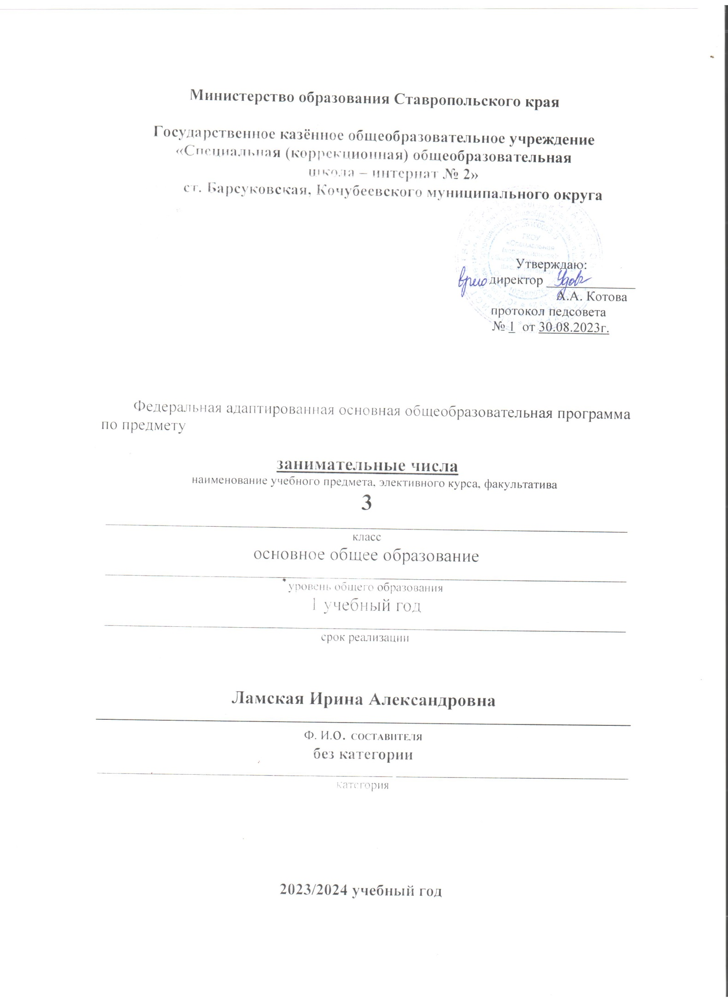 Министерство образования Ставропольского края
Государственное казённое общеобразовательное учреждение
«Специальная (коррекционная) общеобразовательная
школа – интернат № 2»
ст. Барсуковская, Кочубеевского муниципального округа
ГКОУ
«Специальная
Утверждаю:
врио директор
А.А. Котова
протокол педсовета
№ 1 от 30.08.2023г.
Федеральная адаптированная основная общеобразовательная программа
по предмету
занимательные числа
наименование учебного предмета, элективного курса, факультатива
3
класс
основное общее образование
уровень общего образования
1 учебный год
срок реализации
Ламская Ирина Александровна
Ф. И.О. СОСТАВИТЕЛЯ
без категории
категория
2023/2024 учебный год